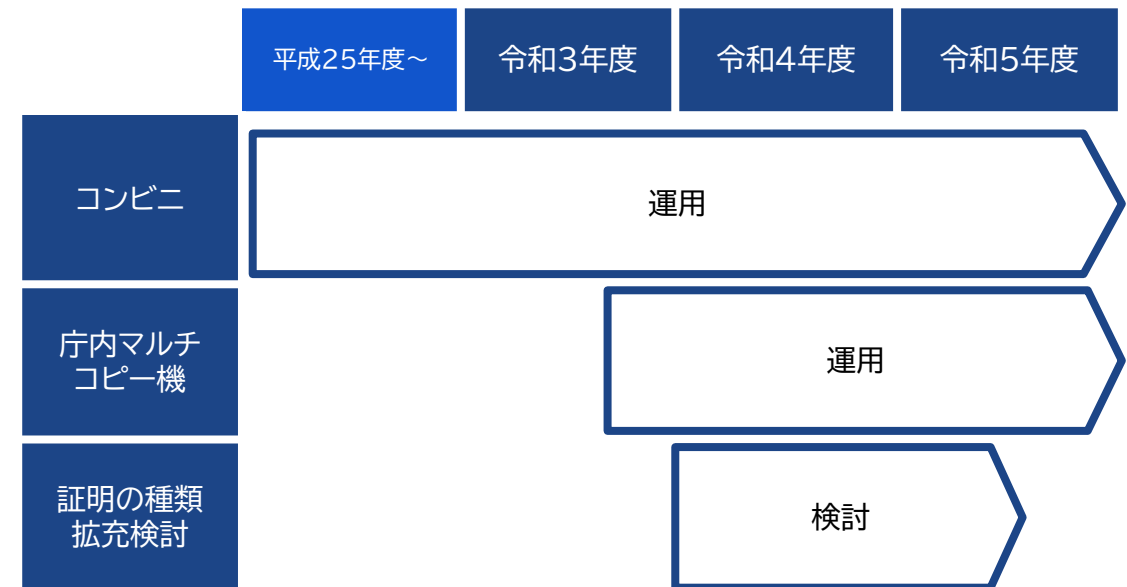 平成25年度～
令和3年度
令和4年度
令和5年度
コンビニ
運用
庁内マルチ
コピー機
運用
証明の種類
拡充検討
検討